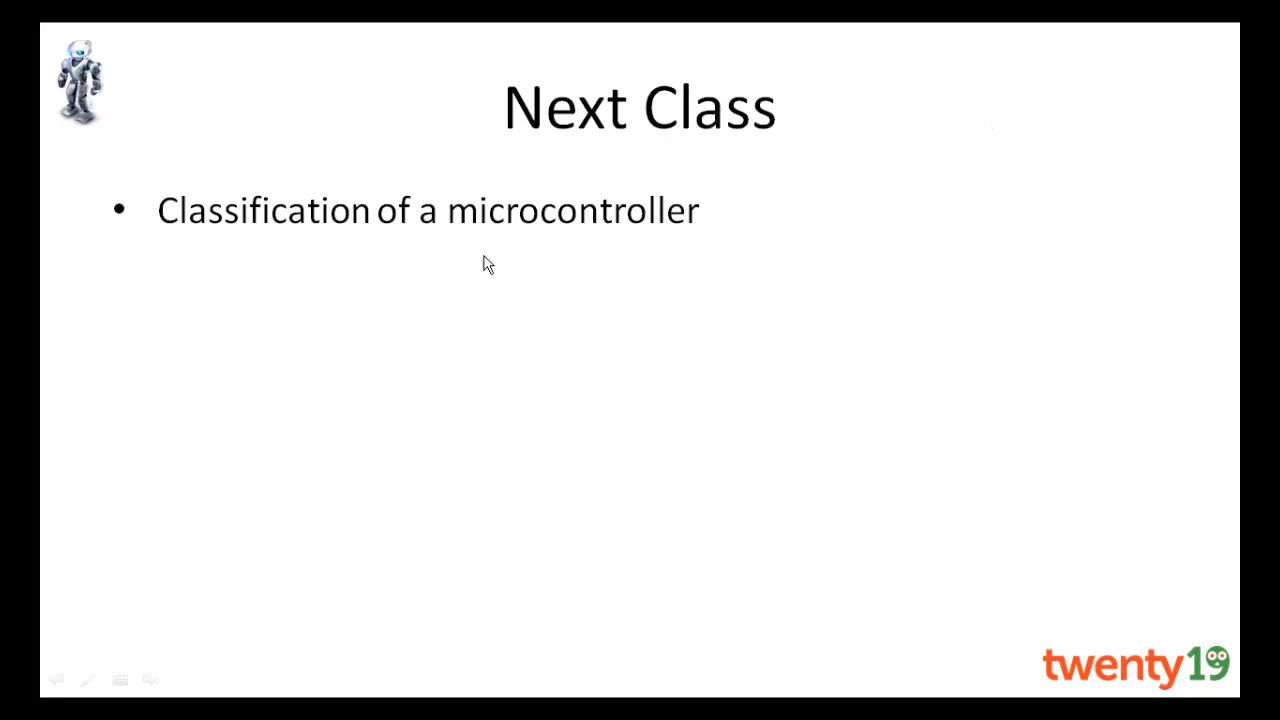 Next Class
• Classification of a microcontroller
twenty19